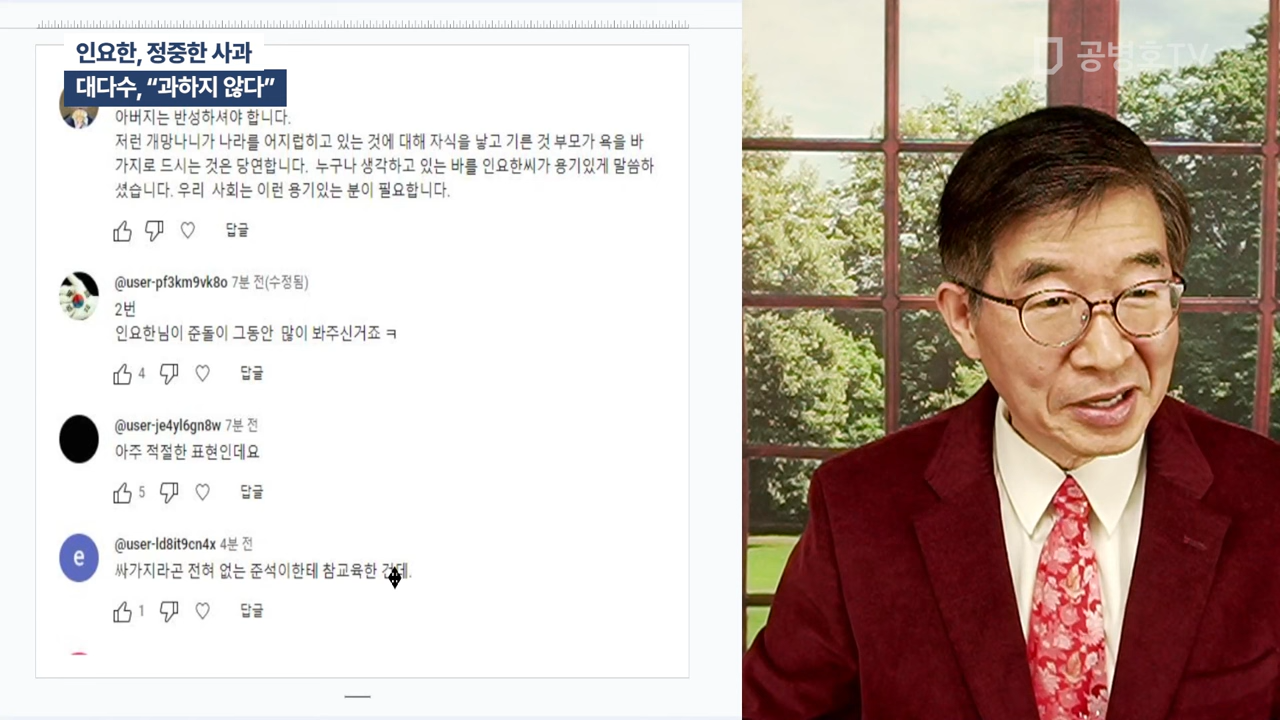 인요한, 정중한 사과
대다수, “과하지 않다”
아버지는 반성하셔야 합니다.
저런 개망나니가 나라를 어지럽히고 있는 것에 대해 자식을 낳고 기른 것 부모가 욕을 바
가지로 드시는 것은 당연합니다. 누구나 생각하고 있는 바를 인요한씨가 용기있게 말씀하
셨습니다. 우리 사회는 이런 용기있는 분이 필요합니다.
답글
@user-pf3km9vk8o 7분 전(수정됨)
2번
인요한님이 준돌이 그동안 많이 봐주신거죠 ㅋ
4 답글
@user-je4yl6gn8w 7분 전
아주 적절한 표현인데요
5 답글
e
@user-ld8it9cn4x 4분 전
싸가지라곤 전혀 없는 준석이한테 참교육한 건데.
1 답글
공병호TV